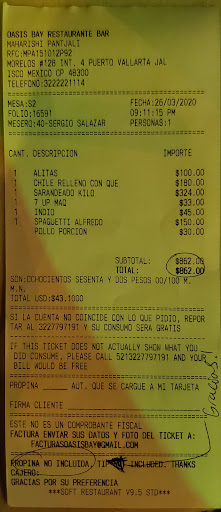 OASIS BAY RESTAURANTE BAR
MAHARISHI PANTJALI
RFC:MPA151012P92
MORELOS #128 INT. 4 PUERTO VALLARTA JAL
ISCO MEXICO CP 48300
TELEFONO:3222221114
MESA:S2 FECHA:26/03/2020
FOLIO:16591 09:11:15 PM
MESERO:40-SERGIO SALAZAR PERSONAS:1
CANT. DESCRIPCION IMPORTE
1 ALITAS $100.00
1 CHILE RELLENO CON QUE $180.00
1 SARANDEADO KILO $324.00
1 7 UP MAQ $33.00
1 INDIO $45.00
1 SPAGUETTI ALFREDO $150.00
POLLO PORCION $30.00
SUBTOTAL: $862.00
TOTAL: $862.00
SON:OCHOCIENTOS SESENTA Y DOS PESOS 00/100 M.
N.
TOTAL USD:$43.1000
SI LA CUENTA NO COINCIDE CON LO QUE PIDIO, REPOR
TAR AL 3227797191 Y SU CONSUMO SERA GRATIS
IF THIS TICKET DOES NOT ACTUALLY SHOW WHAT YOU
DID CONSUME, PLEASE CALL 5213227797191 AND YOUR
BILL WOULD BE FREE
PROPINA ______ AUT. QUE SE CARGUE A MI TARJETA
FIRMA CLIENTE
ESTE NO ES UN COMPROBANTE FISCAL
FACTURA ENVIAR SUS DATOS Y FOTO DEL TICKET A:
FACTURASOASISBAY@GMAIL.COM
PROPINA NO INCLUIDA, TIP INCLUDED. THANKS
CAJERO:
GRACIAS POR SU PREFERENCIA
***SOFT RESTAURANT V9.5 STD***
Gracias